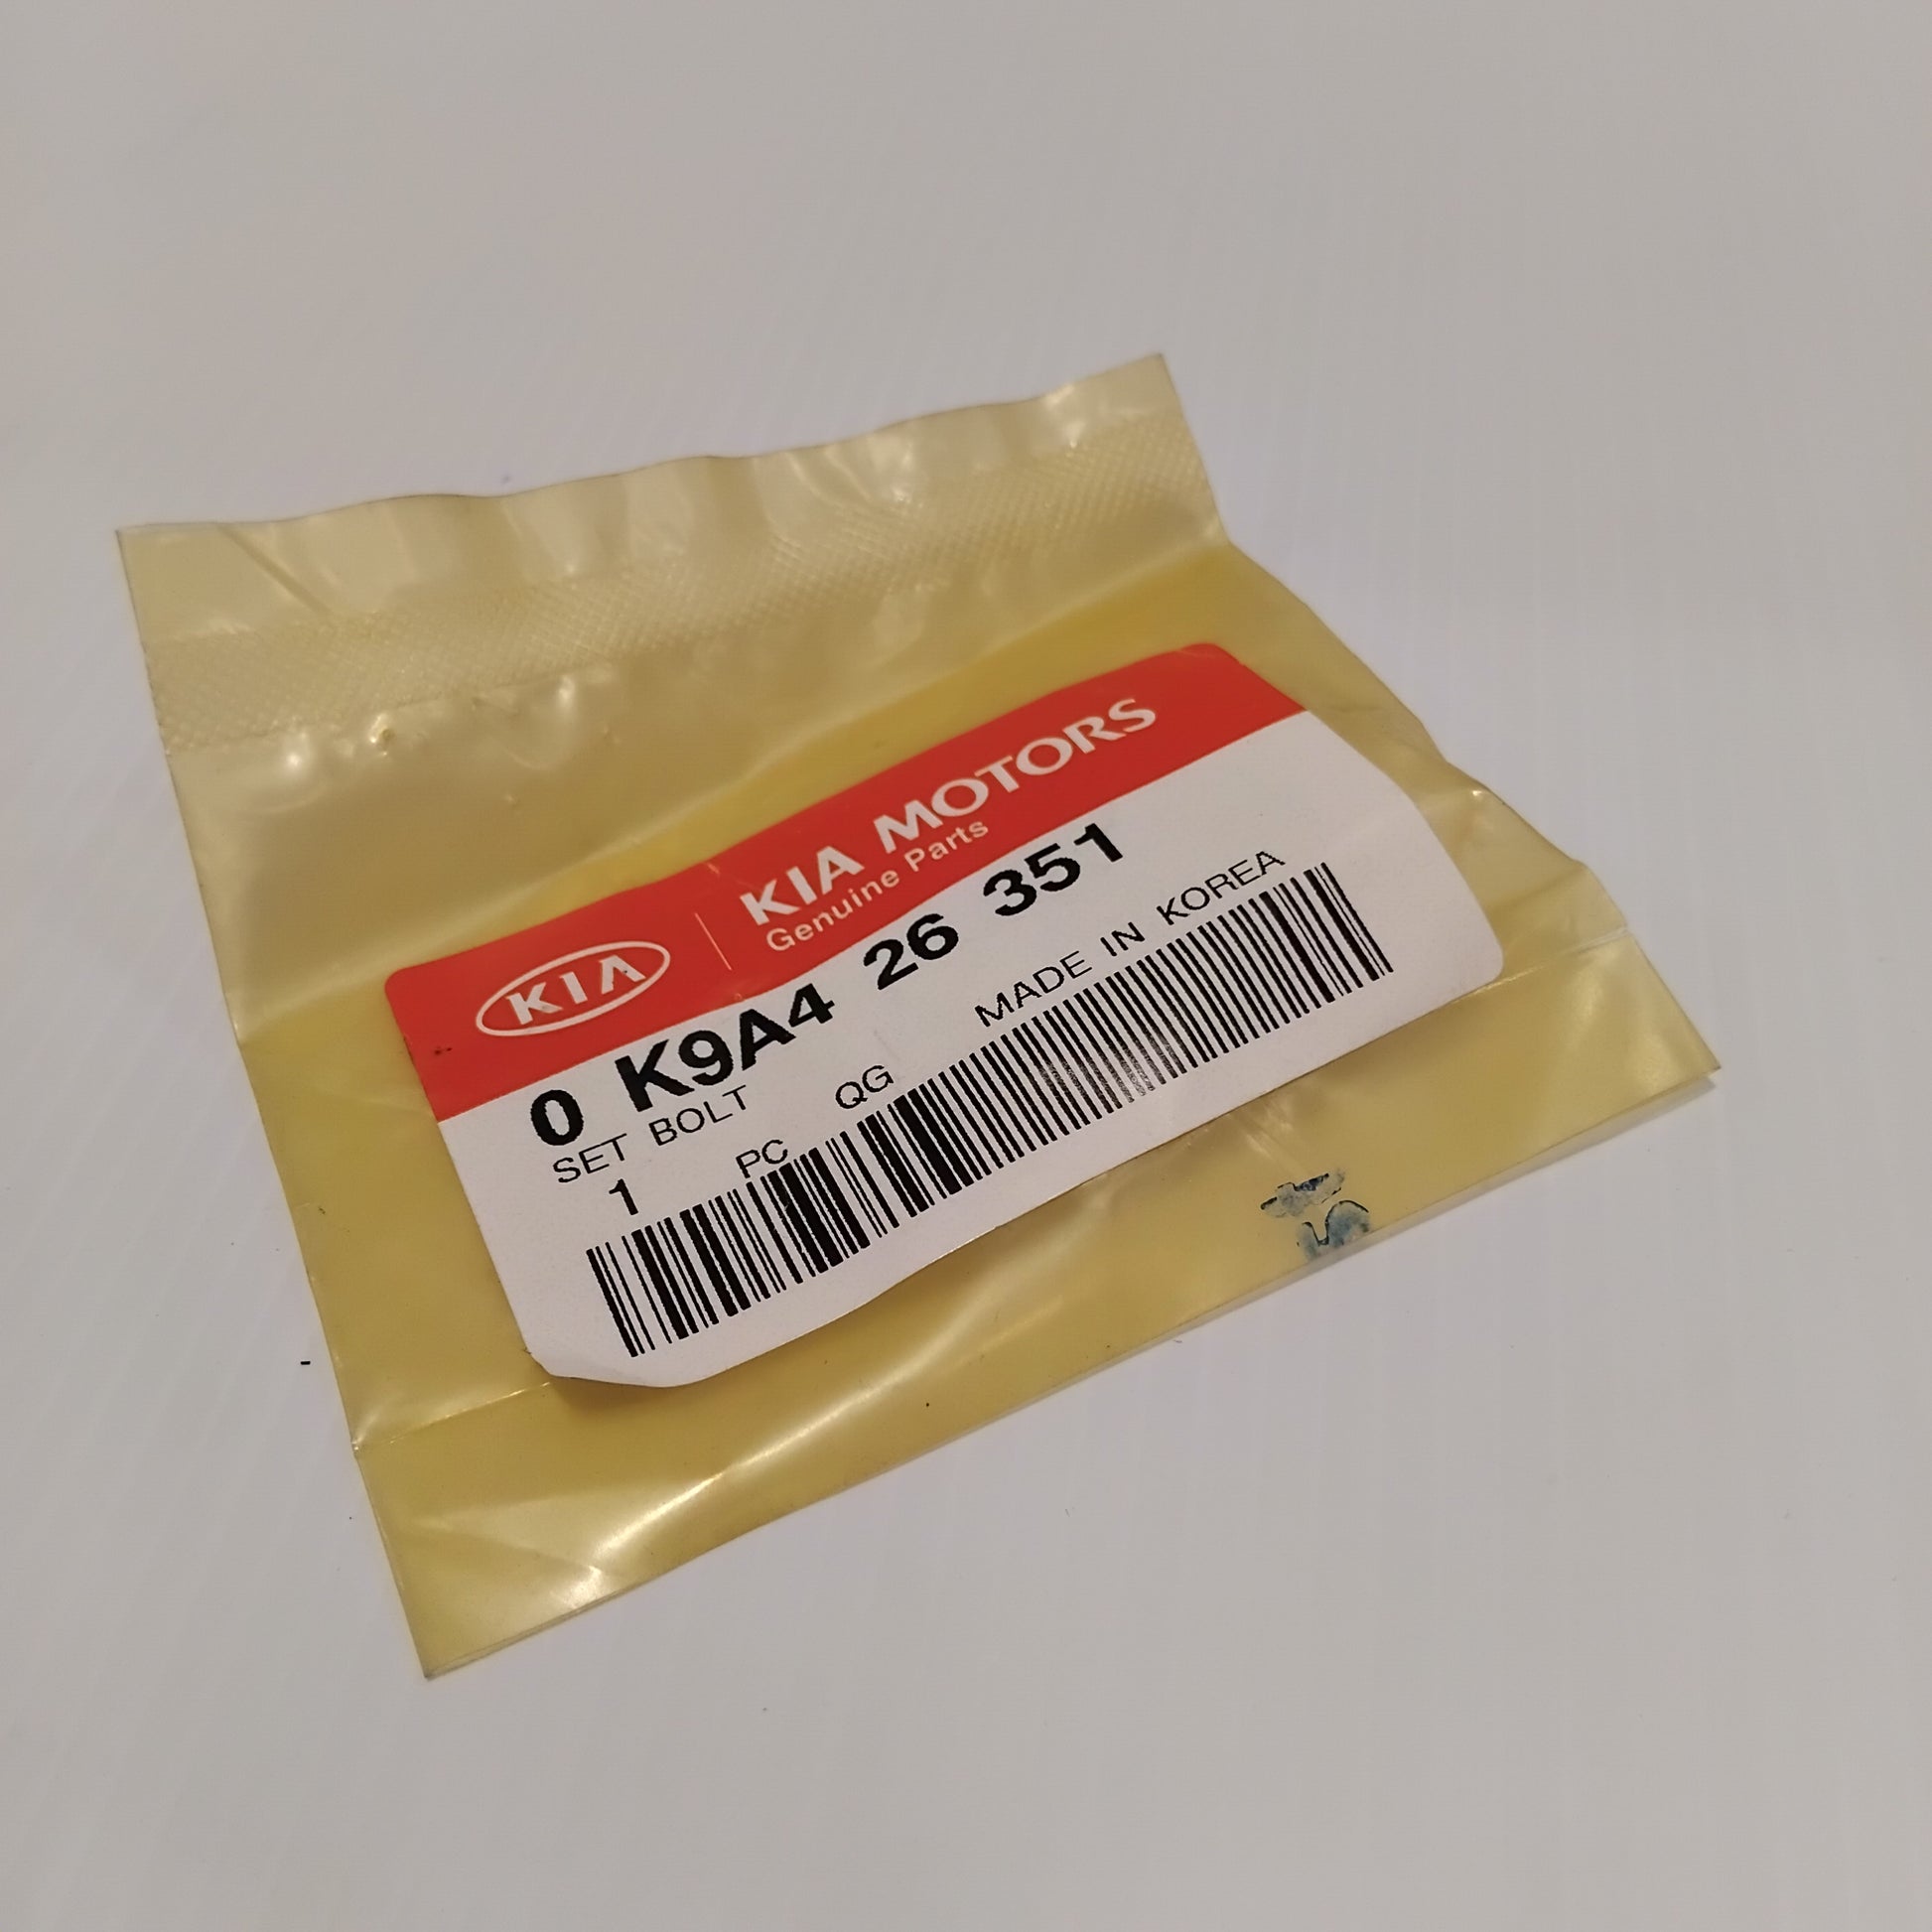 KIA
KIA MOTORS
Genuine Parts
0 K9A4 26 351
SET BOLT QG MADE IN KOREA
1 PC